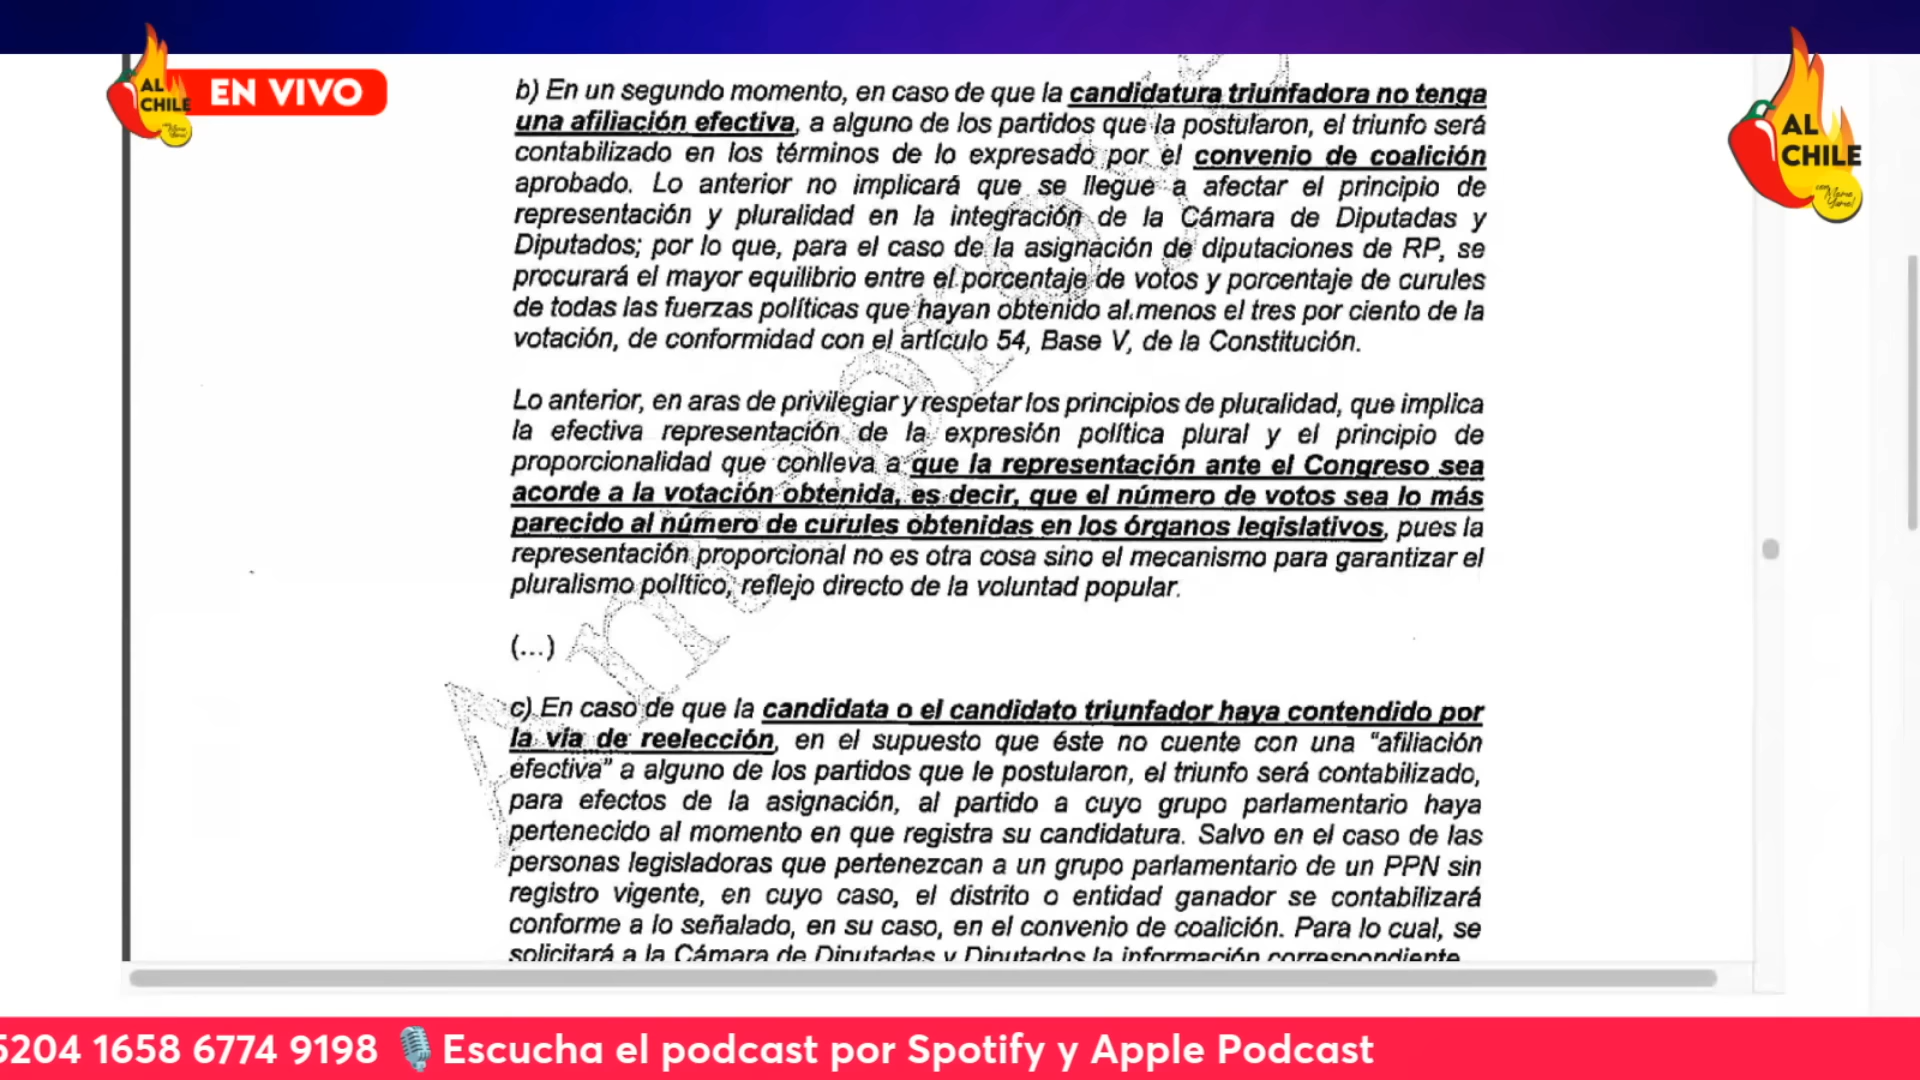 AL
CHILE
EN VIVO
AL
CHILE
b) En un segundo momento, en caso de que la candidatura triunfadora no tenga
una afiliación efectiva, a alguno de los partidos que la postularon, el triunfo será
contabilizado en los términos de lo expresado por el convenio de coalición
aprobado. Lo anterior no implicará que se llegue a afectar el principio de
representación y pluralidad en la integración de la Cámara de Diputadas y
Diputados; por lo que, para el caso de la asignación de diputaciones de RP, se
procurará el mayor equilibrio entre el porcentaje de votos y porcentaje de curules
de todas las fuerzas políticas que hayan obtenido al menos el tres por ciento de la
votación, de conformidad con el artículo 54, Base V, de la Constitución.
Lo anterior, en aras de privilegiar y respetar los principios de pluralidad, que implica
la efectiva representación de la expresión política plural y el principio de
proporcionalidad que conlleva a que la representación ante el Congreso sea
acorde a la votación obtenida, es decir, que el número de votos sea lo más
parecido al número de curules obtenidas en los órganos legislativos, pues la
representación proporcional no es otra cosa sino el mecanismo para garantizar el
pluralismo político, reflejo directo de la voluntad popular.
(...)
c) En caso de que la candidata o el candidato triunfador haya contendido por
la vía de reelección, en el supuesto que éste no cuente con una “afiliación
efectiva” a alguno de los partidos que le postularon, el triunfo será contabilizado,
para efectos de la asignación, al partido a cuyo grupo parlamentario haya
pertenecido al momento en que registra su candidatura. Salvo en el caso de las
personas legisladoras que pertenezcan a un grupo parlamentario de un PPN sin
registro vigente, en cuyo caso, el distrito o entidad ganador se contabilizará
conforme a lo señalado, en su caso, en el convenio de coalición. Para lo cual, se
solicitará a la Cámara de Diputadas y Diputados la información correspondiente
5204 1658 6774 9198 🎙️ Escucha el podcast por Spotify y Apple Podcast